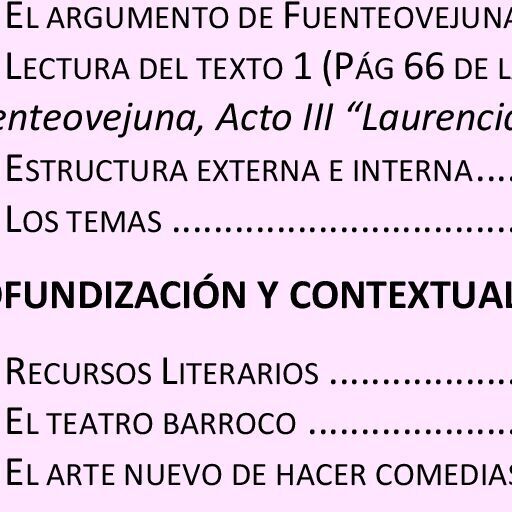 EL ARGUMENTO DE FUENTEOVEJUNA
LECTURA DEL TEXTO 1 (PÁG 66 DE L
enteovejuna, Acto III “Laurencia
ESTRUCTURA EXTERNA E INTERNA....
LOS TEMAS ............................
OFUNDIZACIÓN Y CONTEXTUAL
RECURSOS LITERARIOS ...............
EL TEATRO BARROCO .................
EL ARTE NUEVO DE HACER COMEDIAS